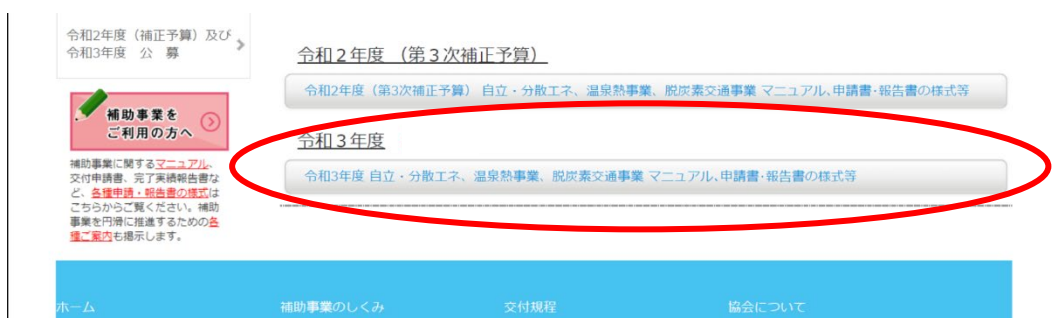 令和2年度（補正予算）及び
令和3年度　公　募
補助事業を
ご利用の方へ
補助事業に関するマニュアル、
交付申請書、完了実績報告書な
ど、各種申請・報告書の様式は
こちらからご覧ください。補助
事業を円滑に推進するための各
種ご案内も掲示します。
令和２年度　（第３次補正予算）
令和2年度（第3次補正予算） 自立・分散エネ、温泉熱事業、脱炭素交通事業 マニュアル､申請書･報告書の様式等
令和３年度
令和3年度 自立・分散エネ、温泉熱事業、脱炭素交通事業 マニュアル､申請書･報告書の様式等
ホーム
補助事業のしくみ
交付規程
協会について